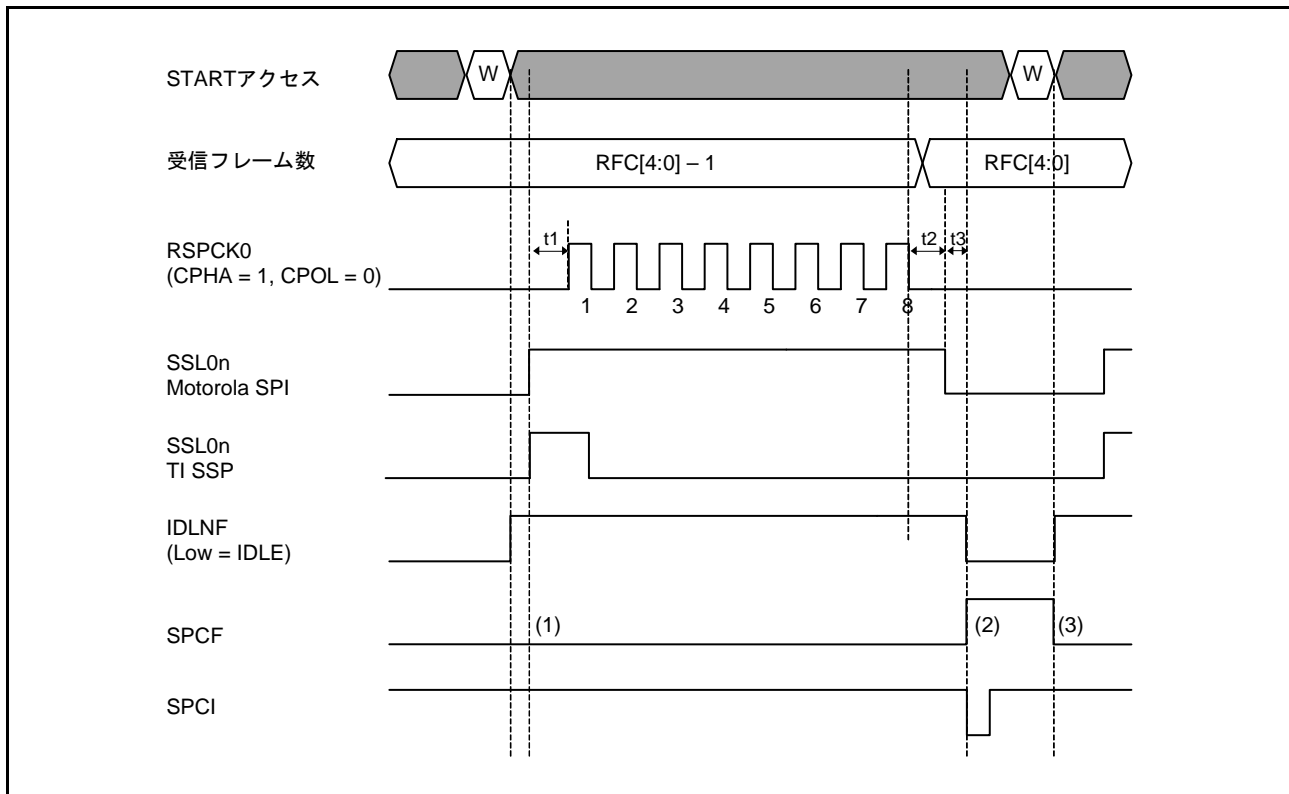 STARTアクセス
W
W
受信フレーム数
RFC[4:0] – 1
RFC[4:0]
RSPCK0
(CPHA = 1, CPOL = 0)
t1
t2
t3
1 2 3 4 5 6 7 8
SSL0n
Motorola SPI
SSL0n
TI SSP
IDLNF
(Low = IDLE)
SPCF
(1)
(2)
(3)
SPCI